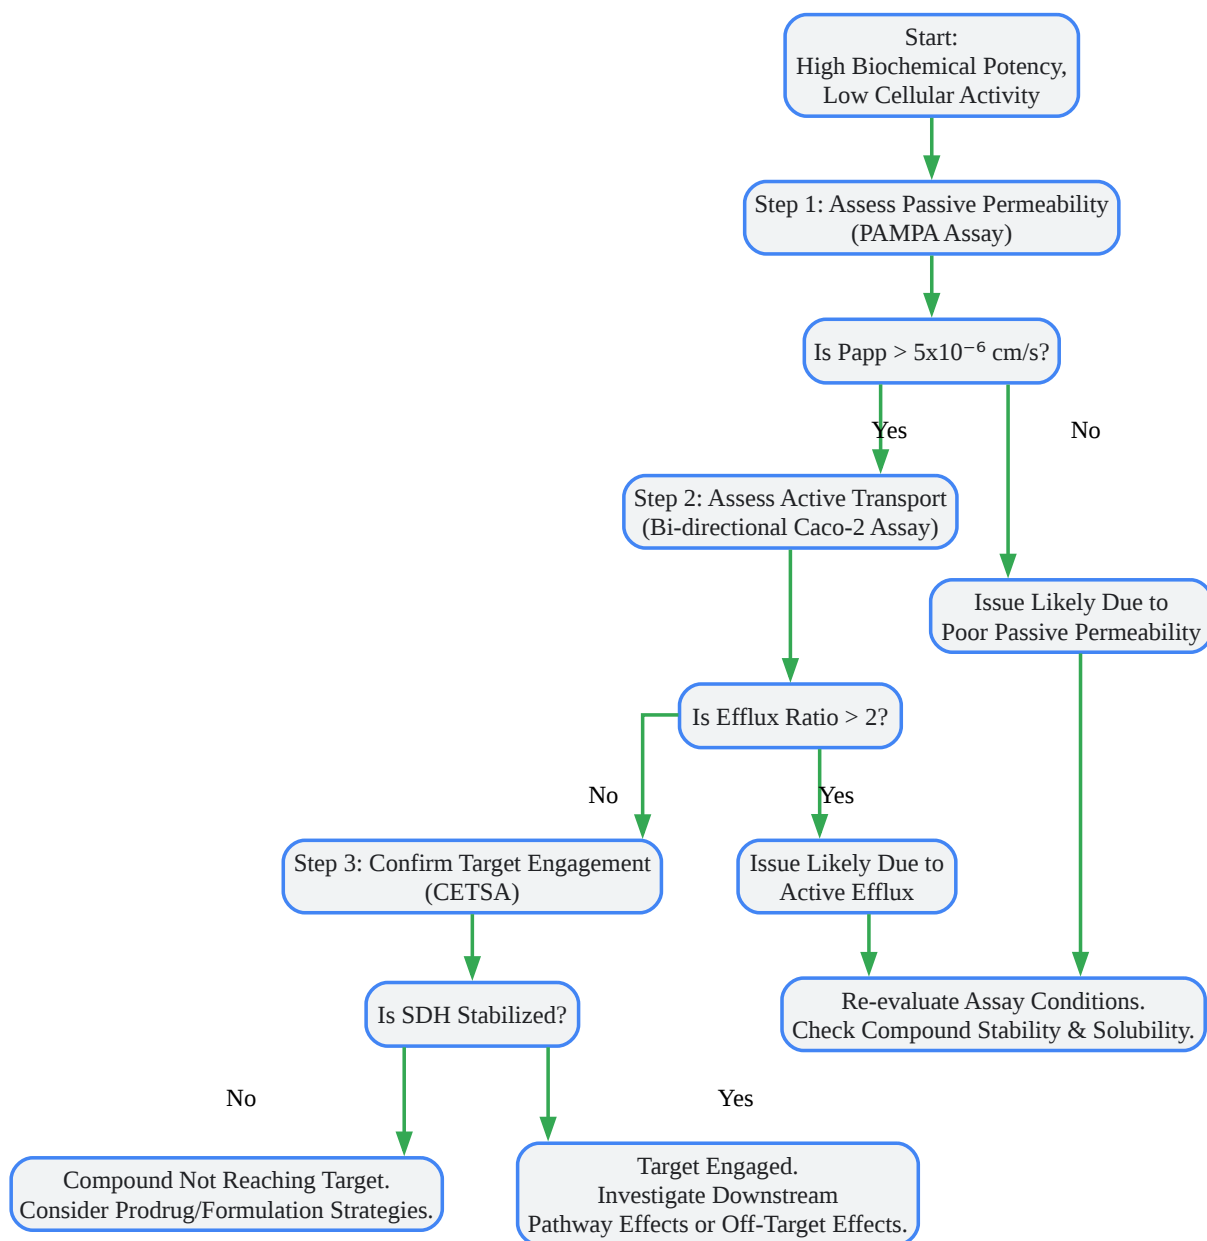 Start:
High Biochemical Potency,
Low Cellular Activity
Step 1: Assess Passive Permeability
(PAMPA Assay)
Is Papp > 5x10⁻⁶ cm/s?
Yes
No
Step 2: Assess Active Transport
(Bi-directional Caco-2 Assay)
Issue Likely Due to
Poor Passive Permeability
Is Efflux Ratio > 2?
No
Yes
Step 3: Confirm Target Engagement
(CETSA)
Issue Likely Due to
Active Efflux
Is SDH Stabilized?
Re-evaluate Assay Conditions.
Check Compound Stability & Solubility.
No
Yes
Compound Not Reaching Target.
Consider Prodrug/Formulation Strategies.
Target Engaged.
Investigate Downstream
Pathway Effects or Off-Target Effects.